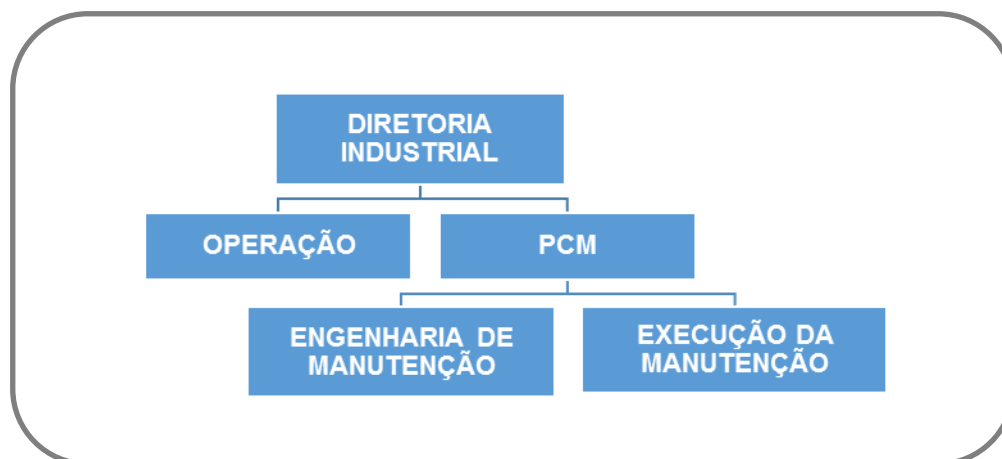 DIRETORIA
INDUSTRIAL
OPERAÇÃO
PCM
ENGENHARIA DE
MANUTENÇÃO
EXECUÇÃO DA
MANUTENÇÃO